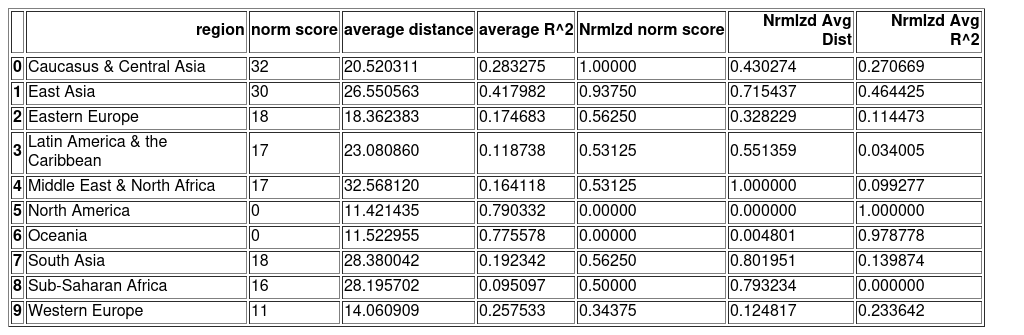 region norm score average distance average R^2 Nrmlzd norm score Nrmlzd Avg Dist Nrmlzd Avg R^2
0 Caucasus & Central Asia 32 20.520311 0.283275 1.00000 0.430274 0.270669
1 East Asia 30 26.550563 0.417982 0.93750 0.715437 0.464425
2 Eastern Europe 18 18.362383 0.174683 0.56250 0.328229 0.114473
3 Latin America & the Caribbean 17 23.080860 0.118738 0.53125 0.551359 0.034005
4 Middle East & North Africa 17 32.568120 0.164118 0.53125 1.000000 0.099277
5 North America 0 11.421435 0.790332 0.00000 0.000000 1.000000
6 Oceania 0 11.522955 0.775578 0.00000 0.004801 0.978778
7 South Asia 18 28.380042 0.192342 0.56250 0.801951 0.139874
8 Sub-Saharan Africa 16 28.195702 0.095097 0.50000 0.793234 0.000000
9 Western Europe 11 14.060909 0.257533 0.34375 0.124817 0.233642